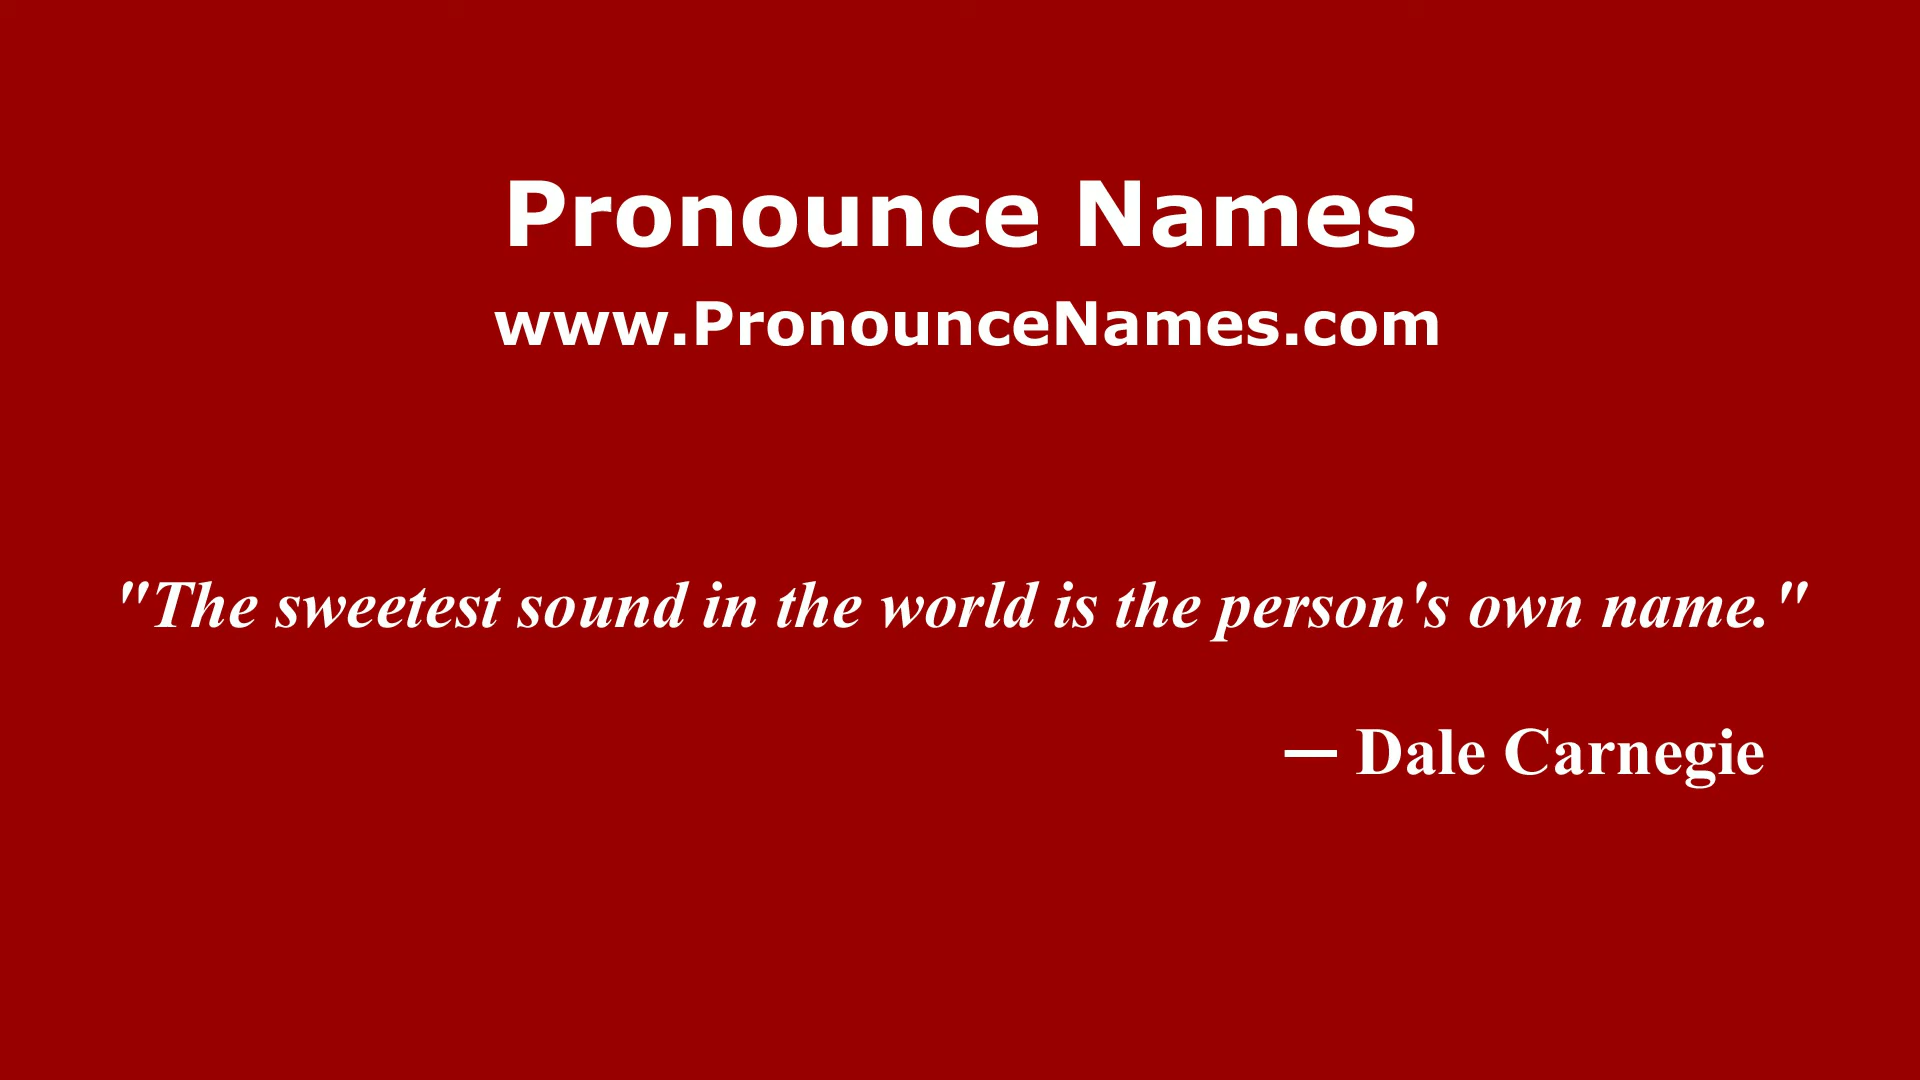 Pronounce Names
www.PronounceNames.com
"The sweetest sound in the world is the person's own name."
— Dale Carnegie